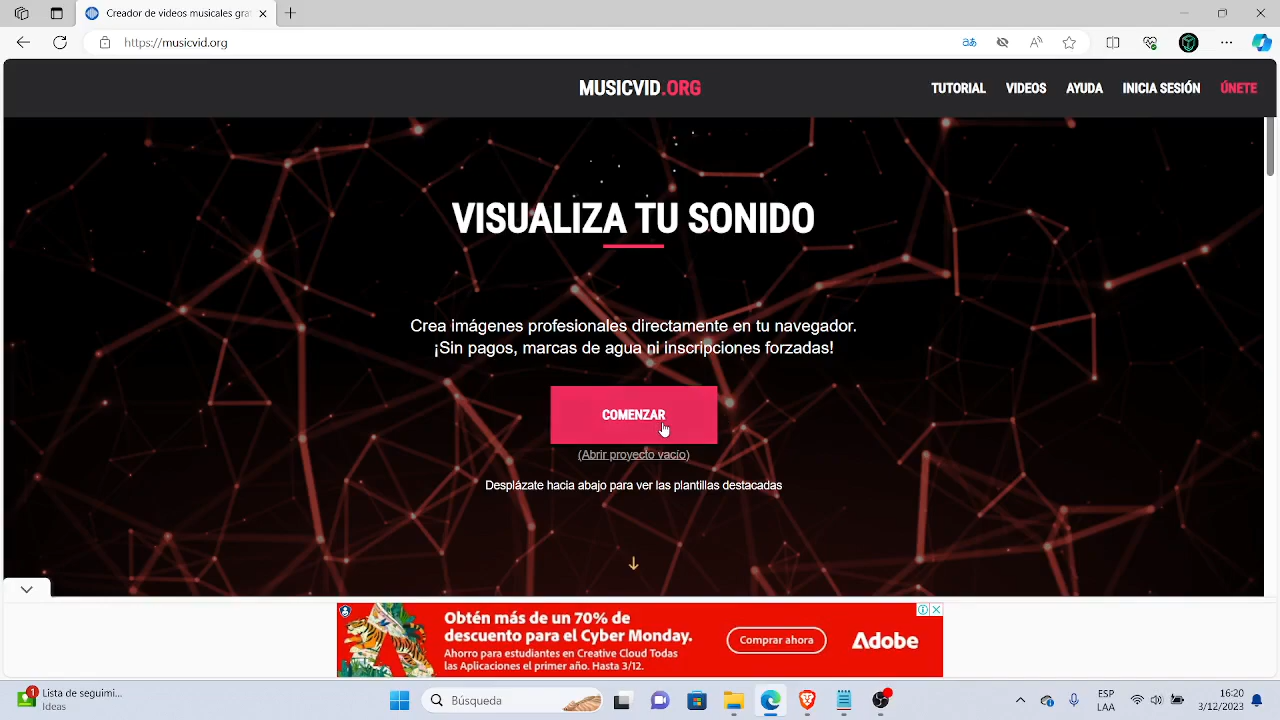 Creador de videos musicales gra
https://musicvid.org
MUSICVID.ORG
TUTORIAL
VIDEOS
AYUDA
INICIA SESIÓN
ÚNETE
VISUALIZA TU SONIDO
Crea imágenes profesionales directamente en tu navegador.
¡Sin pagos, marcas de agua ni inscripciones forzadas!
COMENZAR
(Abrir proyecto vacío)
Desplázate hacia abajo para ver las plantillas destacadas
Obtén más de un 70% de
descuento para el Cyber Monday.
Ahorro para estudiantes en Creative Cloud Todas
las Aplicaciones el primer año. Hasta 3/12.
Comprar ahora
Adobe
1
Lista de seguimi...
Ideas
Búsqueda
ESP
LAA
16:20
3/12/2023